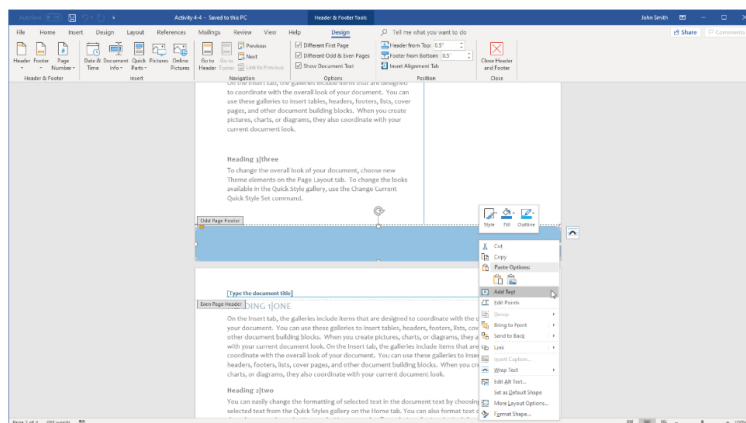 Activity 4-4 - Saved to this PC
Header & Footer Tools
John Smith
File Home Insert Design Layout References Mailings Review View Help Design Tell me what you want to do
Share Comments
Header Footer Page Number
Date & Time Document Info Quick Parts Pictures Online Pictures
Go to Header Go to Footer Previous Next Link to Previous
Different First Page
Different Odd & Even Pages
Show Document Text
Header from Top: 0.5"
Footer from Bottom: 0.5"
Insert Alignment Tab
Close Header and Footer
Header & Footer Insert Navigation Options Position Close
On the Insert tab, the galleries include items that are designed
to coordinate with the overall look of your document. You can
use these galleries to insert tables, headers, footers, lists, cover
pages, and other document building blocks. When you create
pictures, charts, or diagrams, they also coordinate with your
current document look.
Heading 3|three
To change the overall look of your document, choose new
Theme elements on the Page Layout tab. To change the looks
available in the Quick Style gallery, use the Change Current
Quick Style Set command.
Odd Page Footer
Style Fill Outline
Cut
Copy
Paste Options:
Add Text
Edit Points
Group
Bring to Front
Send to Back
Link
Insert Caption...
Wrap Text
Edit Alt Text...
Set as Default Shape
More Layout Options...
Format Shape...
[Type the document title]
Even Page Header
DING 1|ONE
On the Insert tab, the galleries include items that are designed to coordinate with the
your document. You can use these galleries to insert tables, headers, footers, lists,
other document building blocks. When you create pictures, charts, or diagrams, they
with your current document look. On the Insert tab, the galleries include items that are
coordinate with the overall look of your document. You can use these galleries to
headers, footers, lists, cover pages, and other document building blocks. When you
charts, or diagrams, they also coordinate with your current document look.
Heading 2|two
You can easily change the formatting of selected text in the document text by choosing
selected text from the Quick Styles gallery on the Home tab. You can also format text